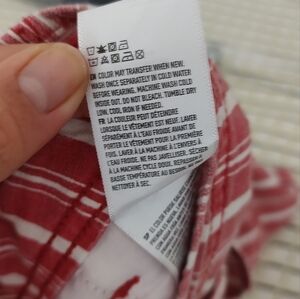 EN COLOR MAY TRANSFER WHEN NEW.
WASH ONCE SEPARATELY IN COLD WATER
BEFORE WEARING. MACHINE WASH COLD
INSIDE OUT. DO NOT BLEACH. TUMBLE DRY
LOW. COOL IRON IF NEEDED.
FR LA COULEUR PEUT DÉTEINDRE
LORSQUE LE VÊTEMENT EST NEUF. LAVER
SÉPARÉMENT À L'EAU FROIDE AVANT DE
PORTER LE VÊTEMENT POUR LA PREMIÈRE
FOIS. LAVER À LA MACHINE À L'ENVERS À
L'EAU FROIDE. NE PAS JAVELLISER. SÉCHER
À LA MACHINE CYCLE DOUX. REPASSER À
BASSE TEMPÉRATURE AU BESOIN. NE PAS
NETTOYER À SEC.
EL COLOR PUEDE